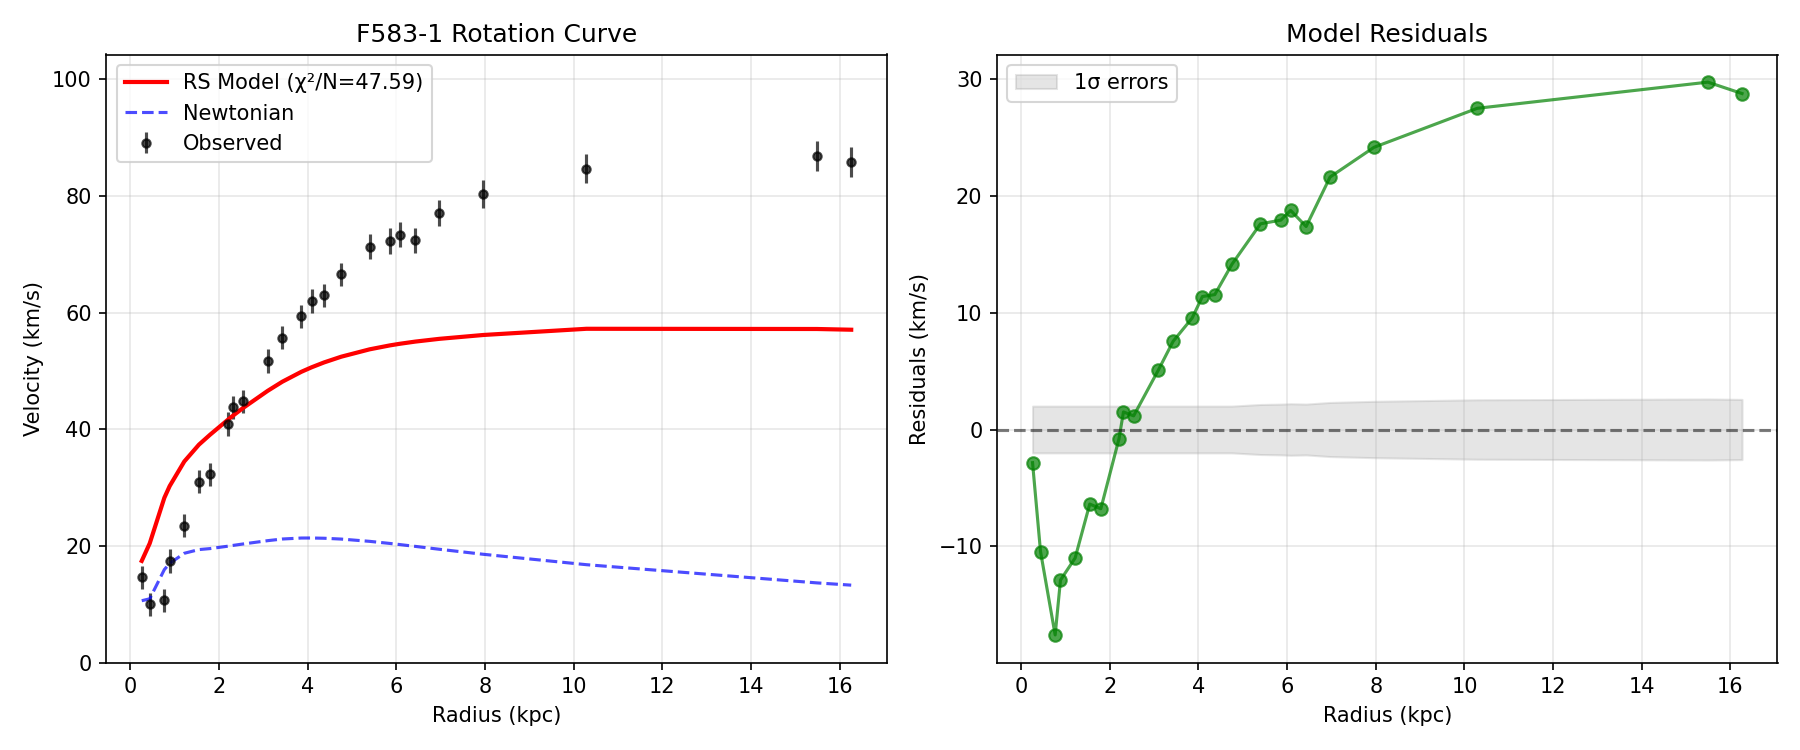 F583-1 Rotation Curve
RS Model (χ²/N=47.59)
Newtonian
Observed
100
80
60
40
20
0
Velocity (km/s)
0 2 4 6 8 10 12 14 16
Radius (kpc)
Model Residuals
1σ errors
30
20
10
0
−10
Residuals (km/s)
0 2 4 6 8 10 12 14 16
Radius (kpc)